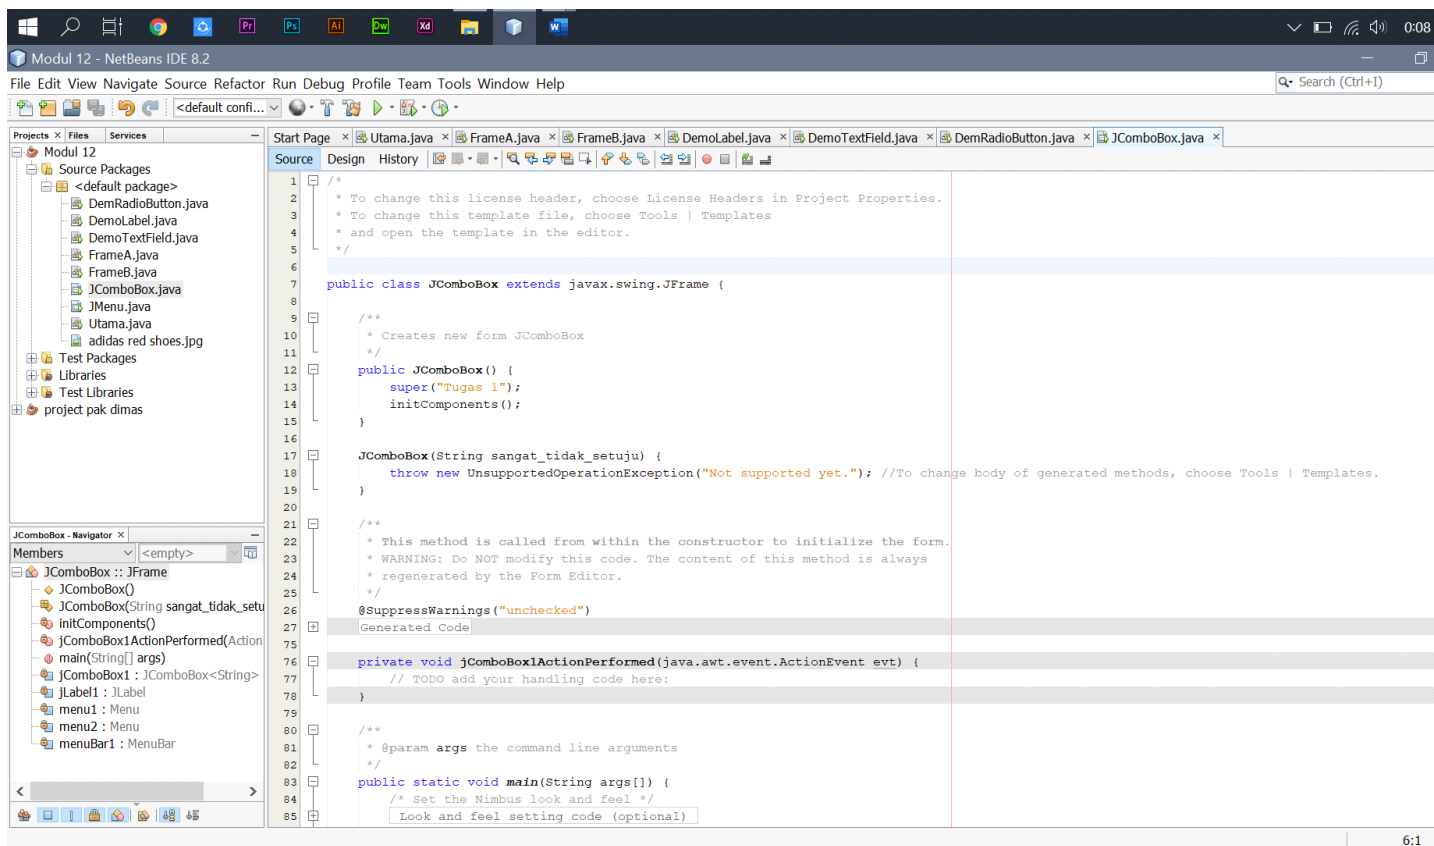 Pr Ps Ai Dw Xd W 0:08
Modul 12 - NetBeans IDE 8.2
File Edit View Navigate Source Refactor Run Debug Profile Team Tools Window Help
Search (Ctrl+I)
<default confi...
Projects × Files Services
Modul 12
Source Packages
<default package>
DemRadioButton.java
DemoLabel.java
DemoTextField.java
FrameA.java
FrameB.java
JComboBox.java
JMenu.java
Utama.java
adidas red shoes.jpg
Test Packages
Libraries
Test Libraries
project pak dimas
JComboBox - Navigator ×
Members <empty>
JComboBox :: JFrame
JComboBox()
JComboBox(String sangat_tidak_setu
initComponents()
jComboBox1ActionPerformed(Action
main(String[] args)
jComboBox1 : JComboBox<String>
jLabel1 : JLabel
menu1 : Menu
menu2 : Menu
menuBar1 : MenuBar
Start Page × Utama.java × FrameA.java × FrameB.java × DemoLabel.java × DemoTextField.java × DemRadioButton.java × JComboBox.java ×
Source Design History
1 /*
2 * To change this license header, choose License Headers in Project Properties.
3 * To change this template file, choose Tools | Templates
4 * and open the template in the editor.
5 */
6
7 public class JComboBox extends javax.swing.JFrame {
8
9 /**
10 * Creates new form JComboBox
11 */
12 public JComboBox() {
13 super("Tugas 1");
14 initComponents();
15 }
16
17 JComboBox(String sangat_tidak_setuju) {
18 throw new UnsupportedOperationException("Not supported yet."); //To change body of generated methods, choose Tools | Templates.
19 }
20
21 /**
22 * This method is called from within the constructor to initialize the form.
23 * WARNING: Do NOT modify this code. The content of this method is always
24 * regenerated by the Form Editor.
25 */
26 @SuppressWarnings("unchecked")
27 Generated Code
75
76 private void jComboBox1ActionPerformed(java.awt.event.ActionEvent evt) {
77 // TODO add your handling code here:
78 }
79
80 /**
81 * @param args the command line arguments
82 */
83 public static void main(String args[]) {
84 /* Set the Nimbus look and feel */
85 Look and feel setting code (optional)
6:1